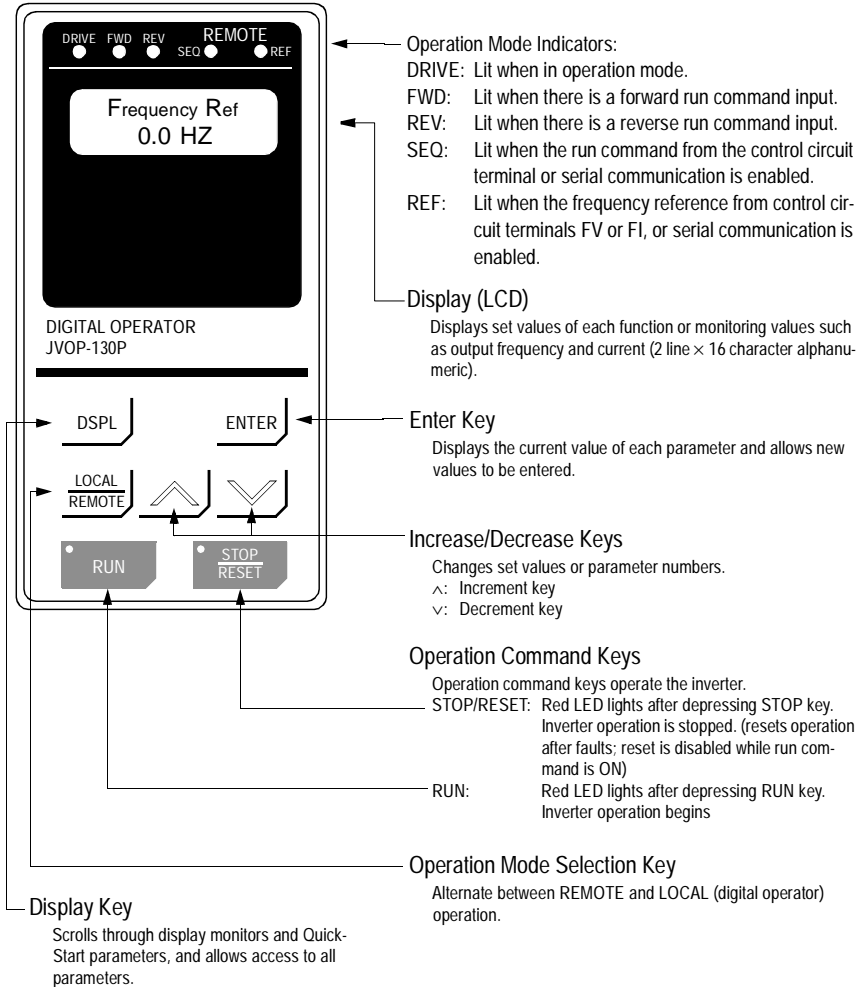 DRIVE FWD REV REMOTE
SEQ REF
Frequency Ref
0.0 HZ
DIGITAL OPERATOR
JVOP-130P
DSPL ENTER
LOCAL
REMOTE
RUN
STOP
RESET
Operation Mode Indicators:
DRIVE: Lit when in operation mode.
FWD: Lit when there is a forward run command input.
REV: Lit when there is a reverse run command input.
SEQ: Lit when the run command from the control circuit
terminal or serial communication is enabled.
REF: Lit when the frequency reference from control cir-
cuit terminals FV or FI, or serial communication is
enabled.
Display (LCD)
Displays set values of each function or monitoring values such
as output frequency and current (2 line × 16 character alphanu-
meric).
Enter Key
Displays the current value of each parameter and allows new
values to be entered.
Increase/Decrease Keys
Changes set values or parameter numbers.
∧: Increment key
∨: Decrement key
Operation Command Keys
Operation command keys operate the inverter.
STOP/RESET: Red LED lights after depressing STOP key.
Inverter operation is stopped. (resets operation
after faults; reset is disabled while run com-
mand is ON)
RUN: Red LED lights after depressing RUN key.
Inverter operation begins
Operation Mode Selection Key
Alternate between REMOTE and LOCAL (digital operator)
operation.
Display Key
Scrolls through display monitors and Quick-
Start parameters, and allows access to all
parameters.